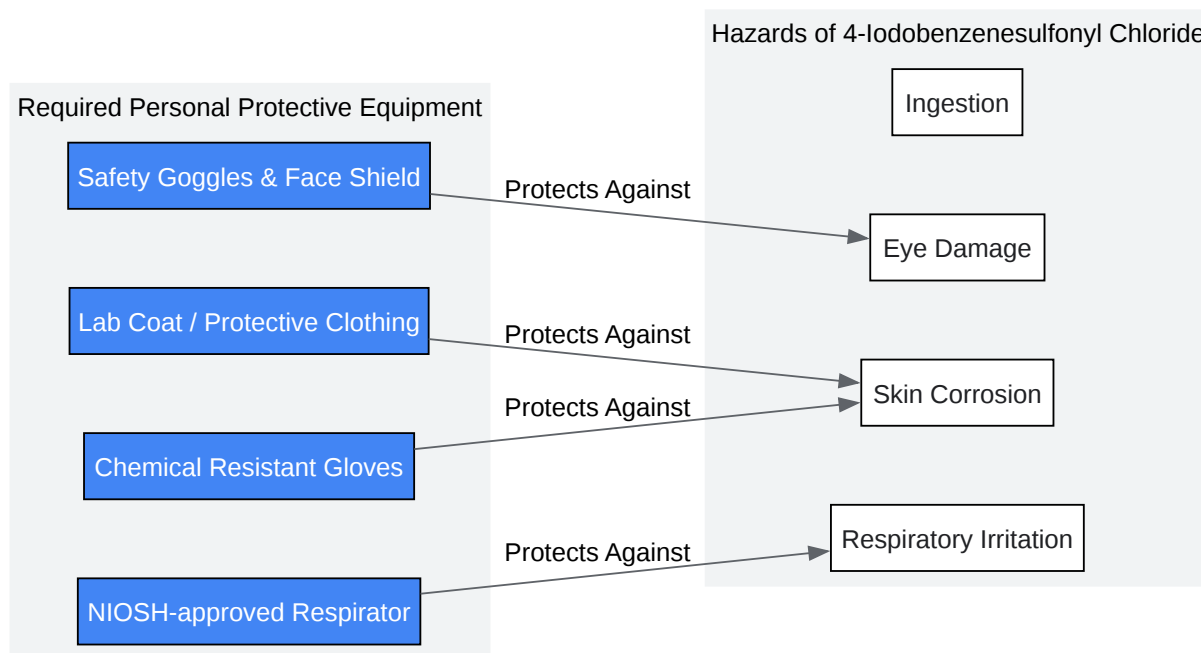 Hazards of 4-Iodobenzenesulfonyl Chloride
Required Personal Protective Equipment
Ingestion
Safety Goggles & Face Shield
Protects Against
Eye Damage
Lab Coat / Protective Clothing
Protects Against
Skin Corrosion
Protects Against
Chemical Resistant Gloves
Respiratory Irritation
Protects Against
NIOSH-approved Respirator